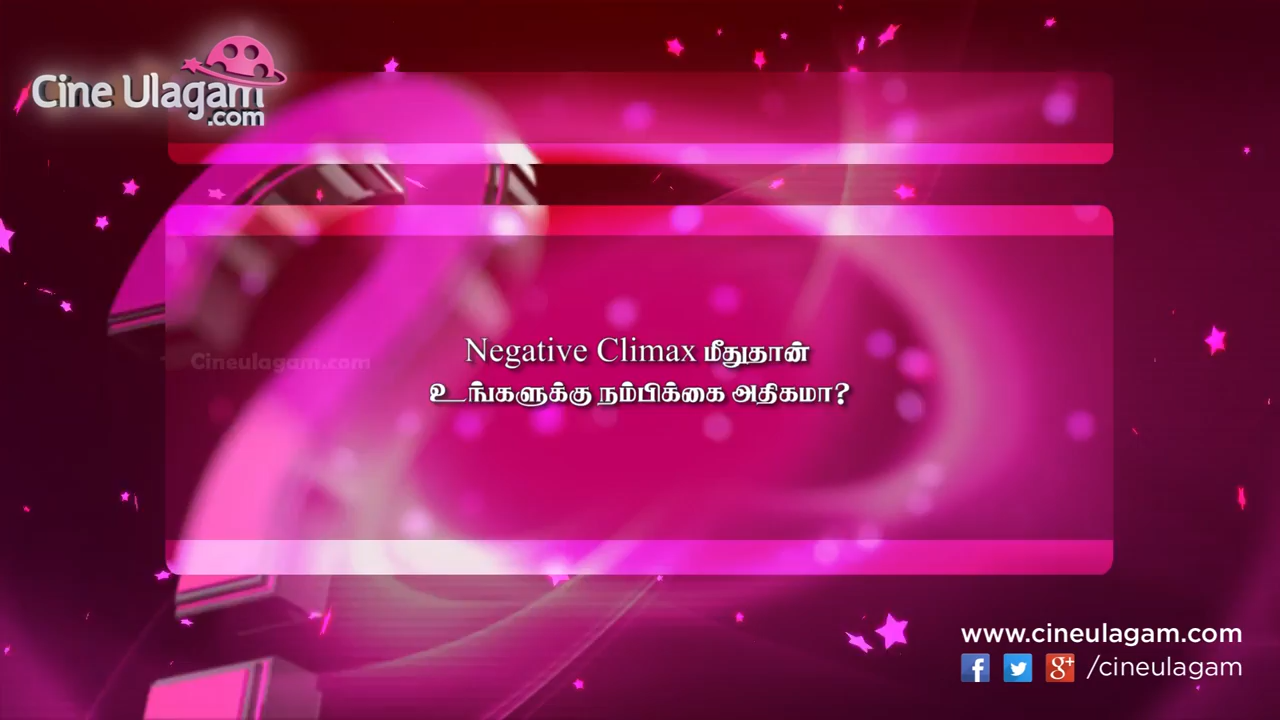 Cine Ulagam
.com
Negative Climax மீதுதான்
Cineulagam.com
உங்களுக்கு நம்பிக்கை அதிகமா?
www.cineulagam.com
f g+ /cineulagam